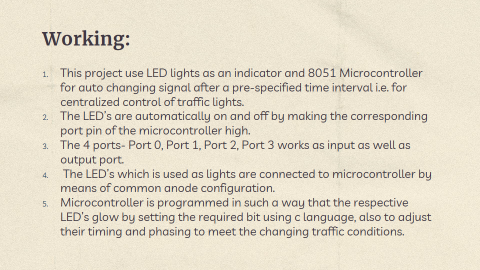 Working:
1. This project use LED lights as an indicator and 8051 Microcontroller
for auto changing signal after a pre-specified time interval i.e. for
centralized control of traffic lights.
2. The LED's are automatically on and off by making the corresponding
port pin of the microcontroller high.
3. The 4 ports- Port 0, Port 1, Port 2, Port 3 works as input as well as
output port.
4. The LED's which is used as lights are connected to microcontroller by
means of common anode configuration.
5. Microcontroller is programmed in such a way that the respective
LED's glow by setting the required bit using c language, also to adjust
their timing and phasing to meet the changing traffic conditions.